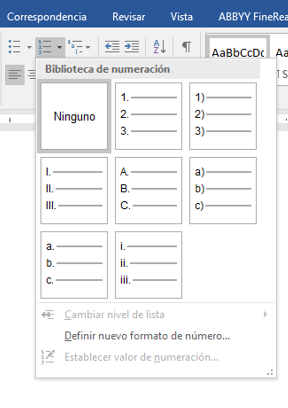 Correspondencia Revisar Vista ABBYY FineRea
AaBbCcDc AaB
¶ S
Biblioteca de numeración
Ninguno
1.
2.
3.
1)
2)
3)
I.
II.
III.
A.
B.
C.
a)
b)
c)
a.
b.
c.
i.
ii.
iii.
Cambiar nivel de lista
Definir nuevo formato de número...
Establecer valor de numeración...